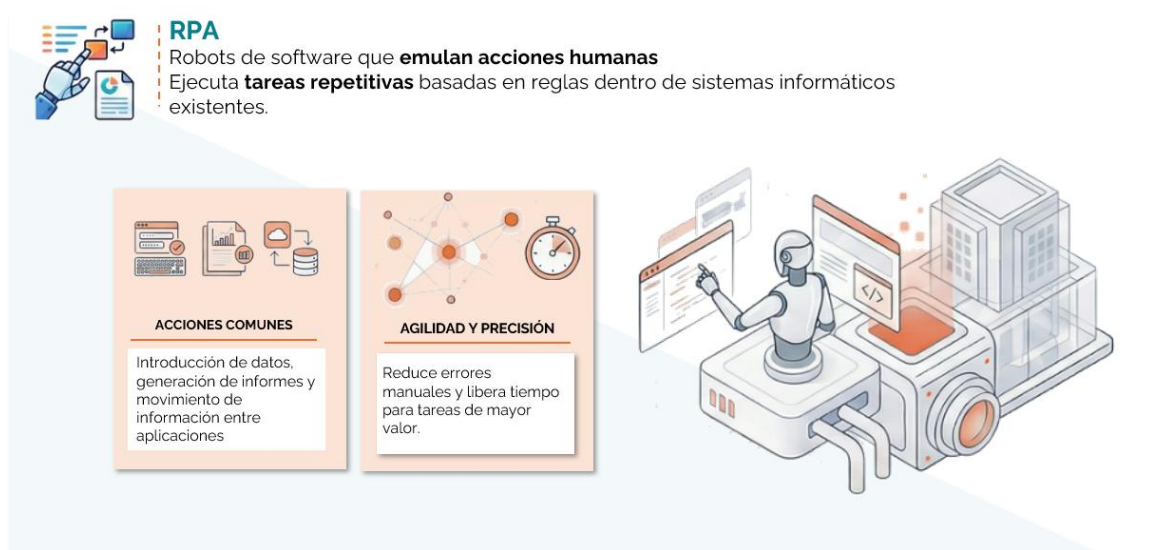 RPA
Robots de software que emulan acciones humanas
Ejecuta tareas repetitivas basadas en reglas dentro de sistemas informáticos
existentes.
ACCIONES COMUNES
Introducción de datos,
generación de informes y
movimiento de
información entre
aplicaciones
AGILIDAD Y PRECISIÓN
Reduce errores
manuales y libera tiempo
para tareas de mayor
valor.
</>